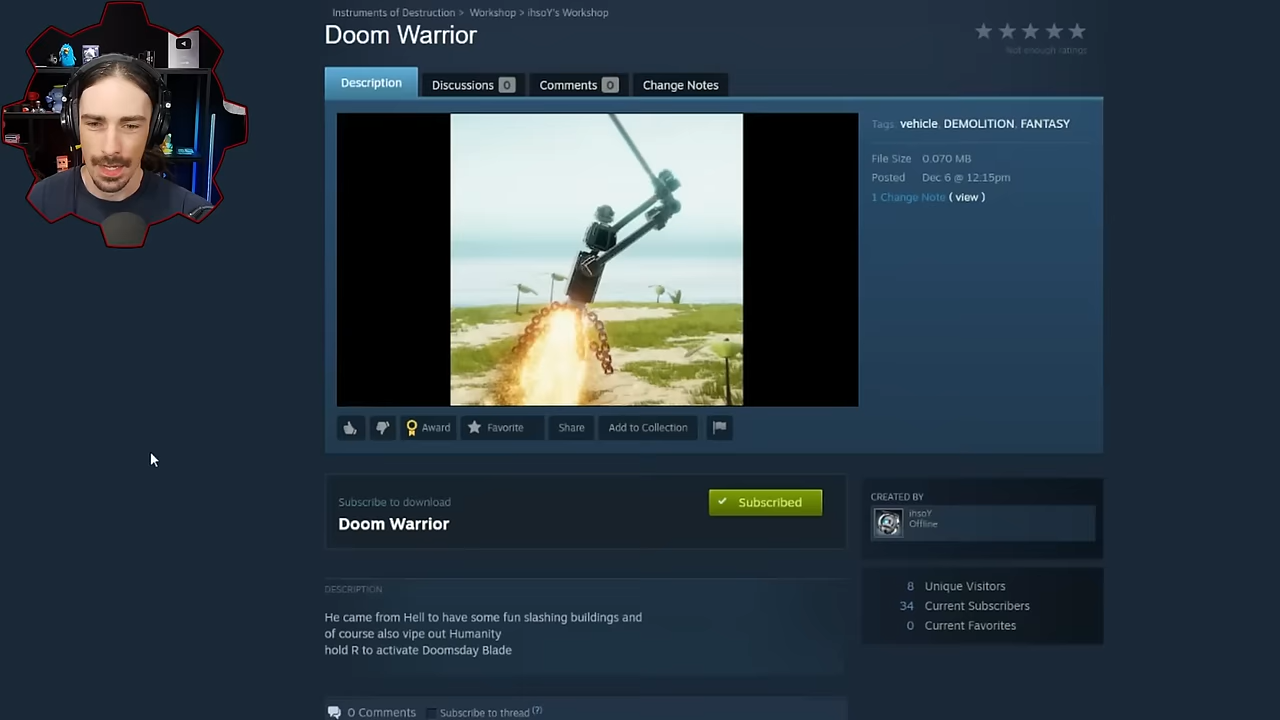 Instruments of Destruction > Workshop > ihsoY's Workshop
Doom Warrior
Not enough ratings
Description
Discussions 0
Comments 0
Change Notes
Tags: vehicle, DEMOLITION, FANTASY
File Size 0.070 MB
Posted Dec 6 @ 12:15pm
1 Change Note ( view )
Award
Favorite
Share
Add to Collection
Subscribe to download
Doom Warrior
Subscribed
CREATED BY
ihsoY
Offline
8 Unique Visitors
34 Current Subscribers
0 Current Favorites
DESCRIPTION
He came from Hell to have some fun slashing buildings and
of course also vipe out Humanity
hold R to activate Doomsday Blade
0 Comments
Subscribe to thread (?)